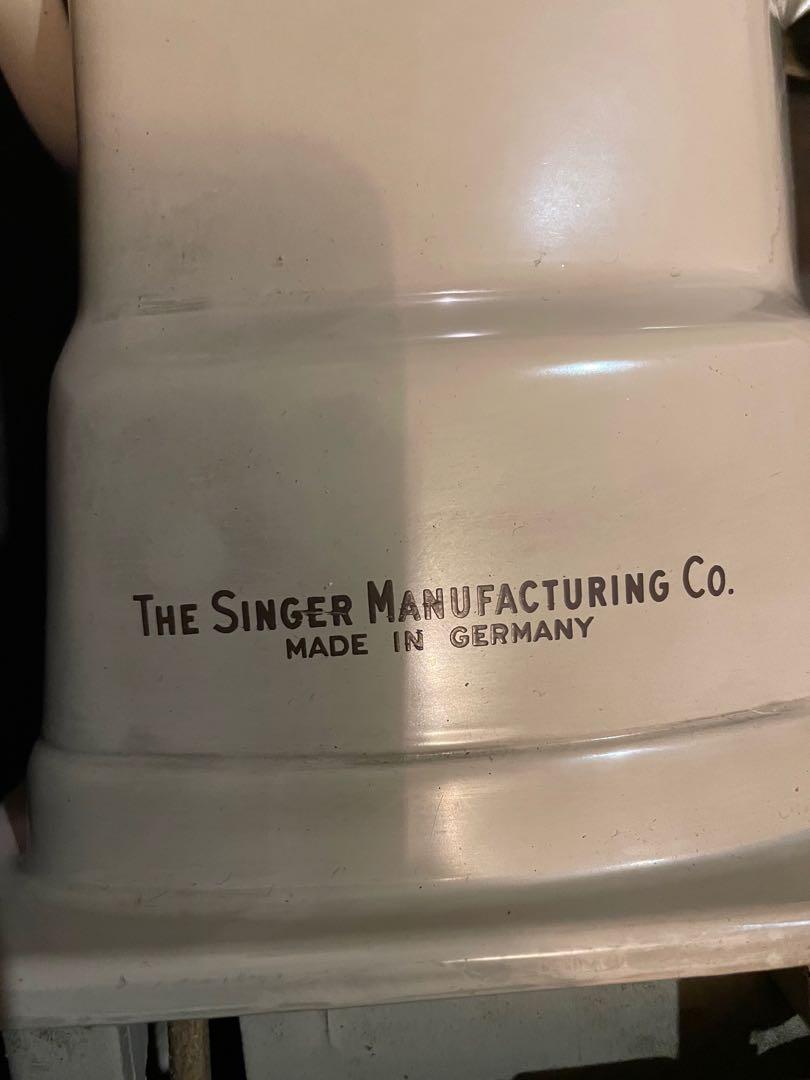 THE SINGER MANUFACTURING CO.
MADE IN GERMANY